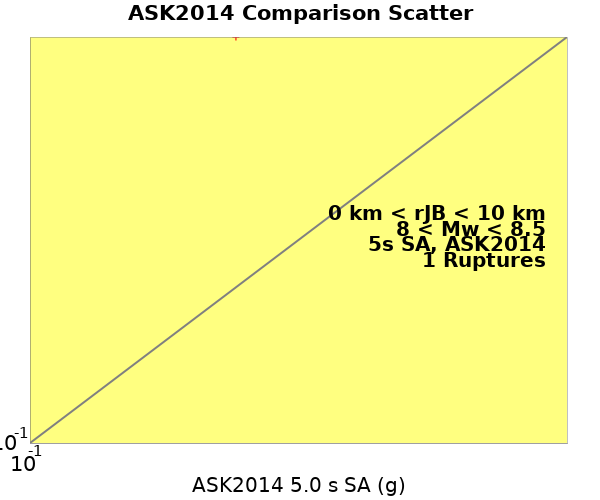 ASK2014 Comparison Scatter
0 km < rJB < 10 km
8 < Mw < 8.5
5s SA, ASK2014
1 Ruptures
10-1
10-1
ASK2014 5.0 s SA (g)